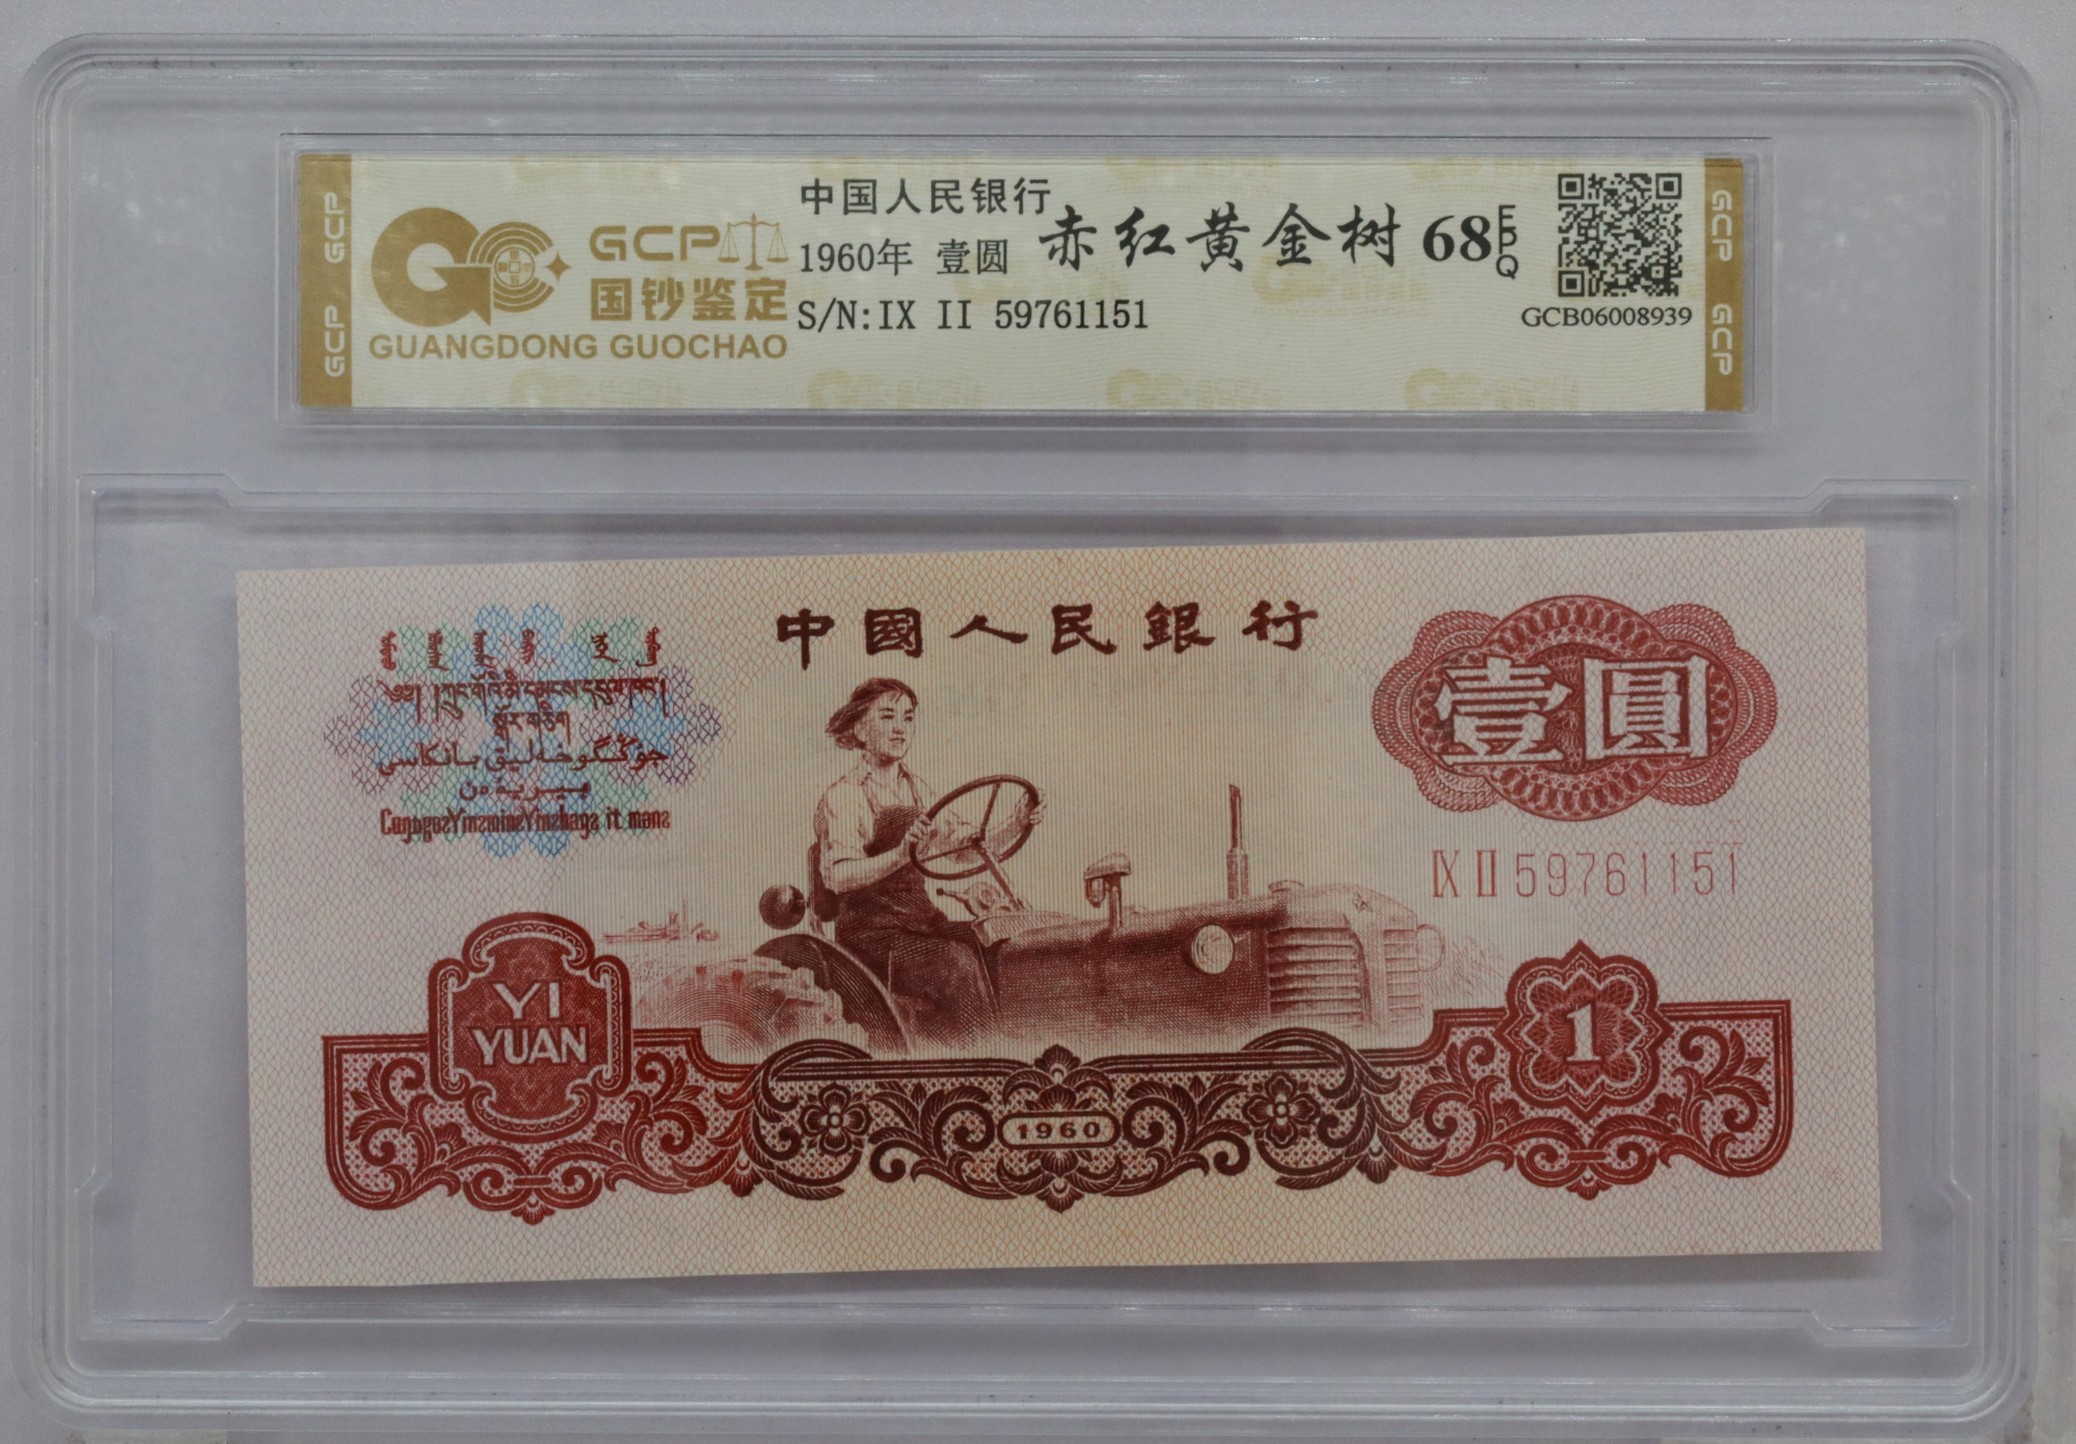 GCP GCP
GCP
国钞鉴定
GUANGDONG GUOCHAO
中国人民银行
1960年 壹圆
S/N:IX II 59761151
赤红黄金树 68 EPQ
GCB06008939
GCP GCP
中國人民銀行
壹圓
IX II 59761151
YI
YUAN
1960
1